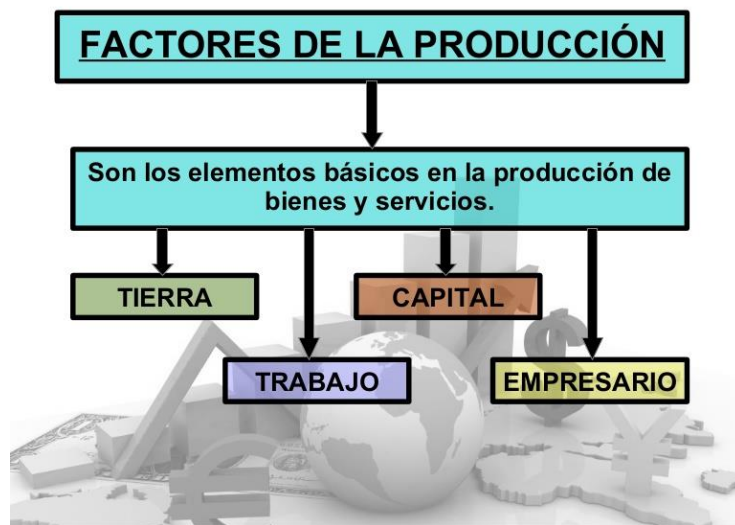 FACTORES DE LA PRODUCCIÓN
Son los elementos básicos en la producción de
bienes y servicios.
TIERRA
CAPITAL
TRABAJO
EMPRESARIO